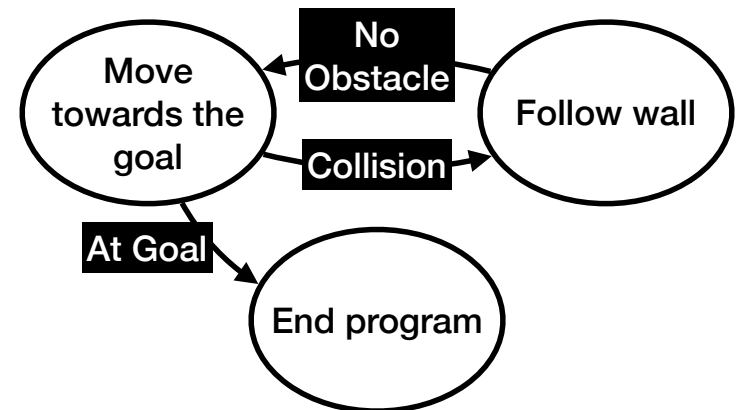 No
Obstacle
Move
towards the
goal
Follow wall
Collision
At Goal
End program